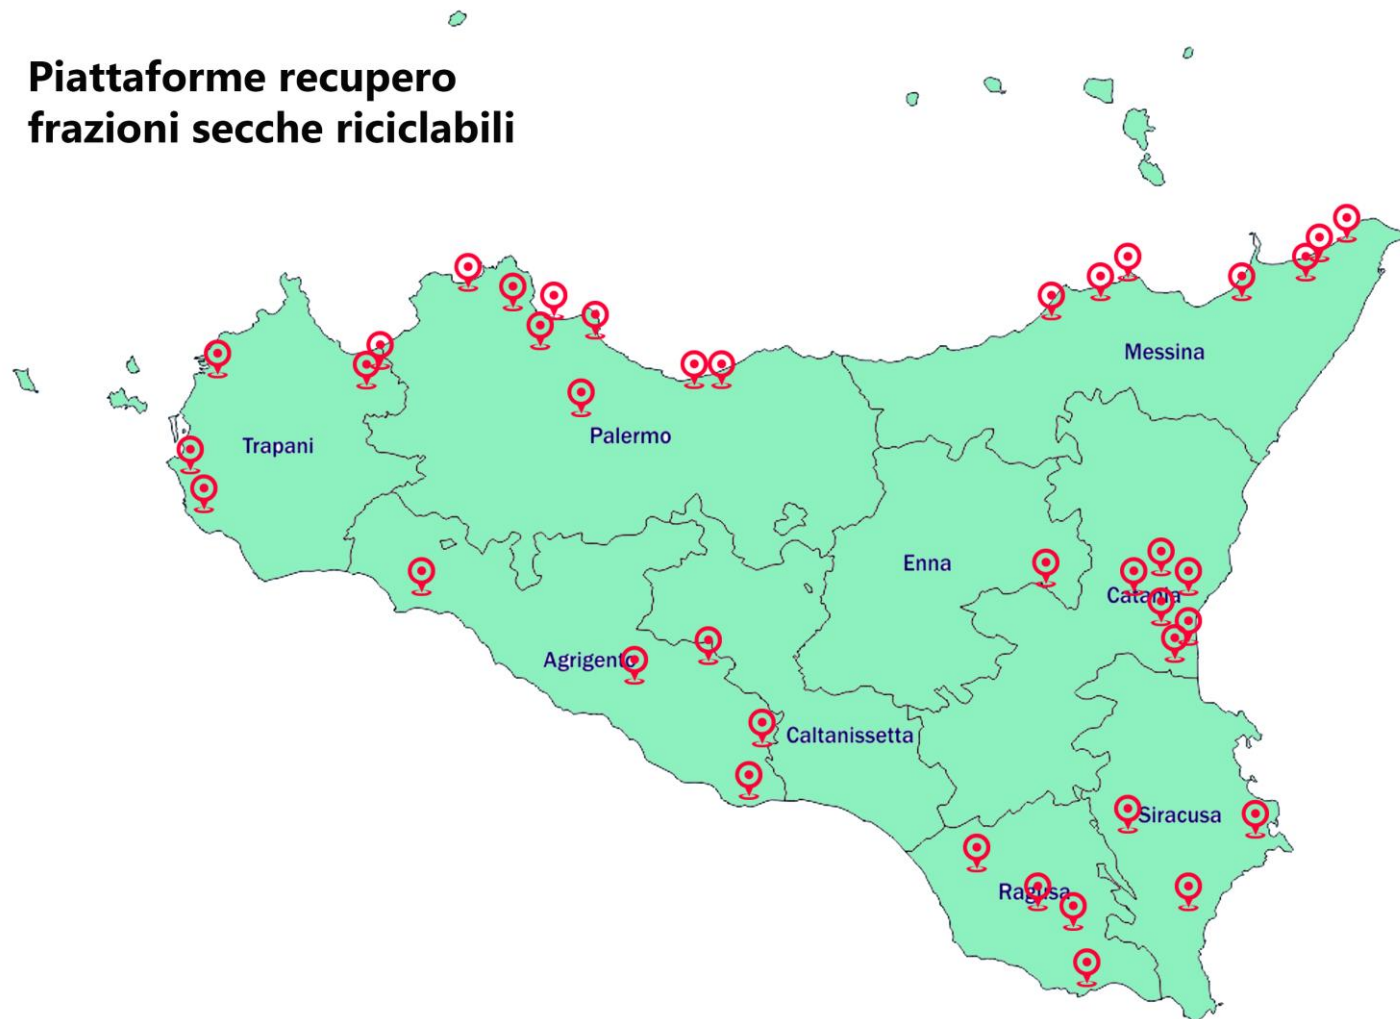 Piattaforme recupero
frazioni secche riciclabili
Messina
Palermo
Trapani
Enna
Catania
Agrigento
Caltanissetta
Siracusa
Ragusa